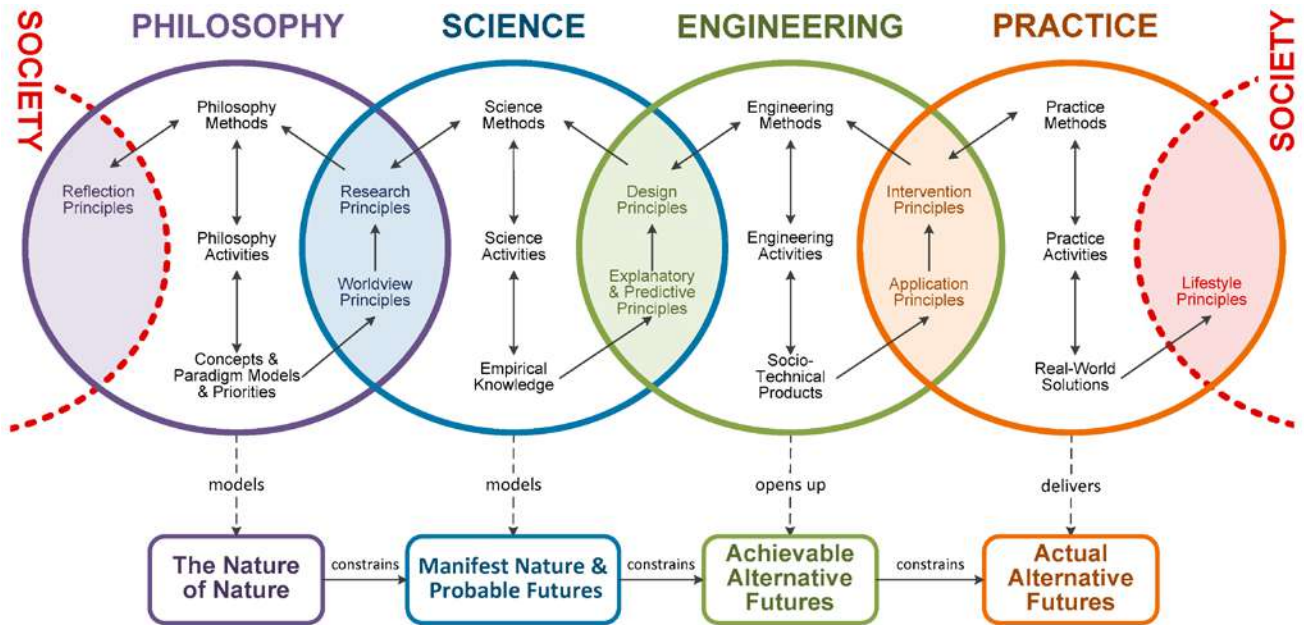 SOCIETY
PHILOSOPHY
SCIENCE
ENGINEERING
PRACTICE
SOCIETY
Philosophy
Methods
Reflection
Principles
Philosophy
Activities
Concepts &
Paradigm Models
& Priorities
Research
Principles
Worldview
Principles
Science
Methods
Science
Activities
Empirical
Knowledge
Design
Principles
Explanatory
& Predictive
Principles
Engineering
Methods
Engineering
Activities
Socio-
Technical
Products
Intervention
Principles
Application
Principles
Practice
Methods
Practice
Activities
Real-World
Solutions
Lifestyle
Principles
models
models
opens up
delivers
The Nature
of Nature
constrains
Manifest Nature &
Probable Futures
constrains
Achievable
Alternative
Futures
constrains
Actual
Alternative
Futures